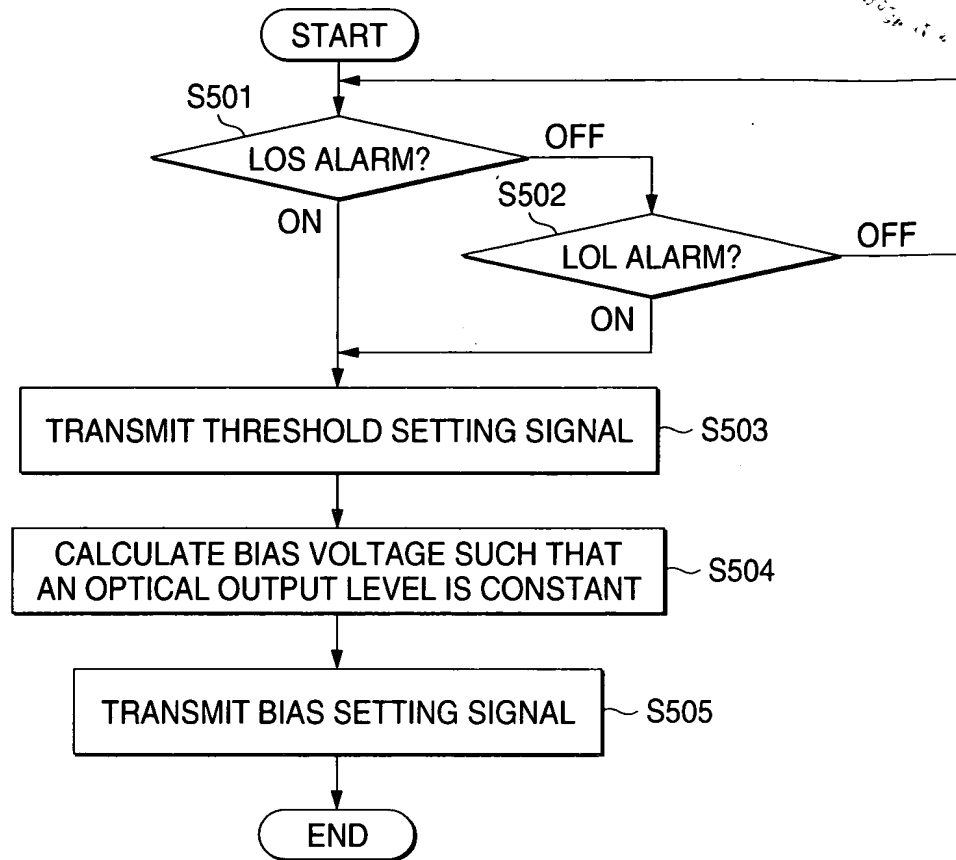 START
S501
LOS ALARM?
OFF
ON
S502
LOL ALARM?
OFF
ON
TRANSMIT THRESHOLD SETTING SIGNAL
S503
CALCULATE BIAS VOLTAGE SUCH THAT
AN OPTICAL OUTPUT LEVEL IS CONSTANT
S504
TRANSMIT BIAS SETTING SIGNAL
S505
END